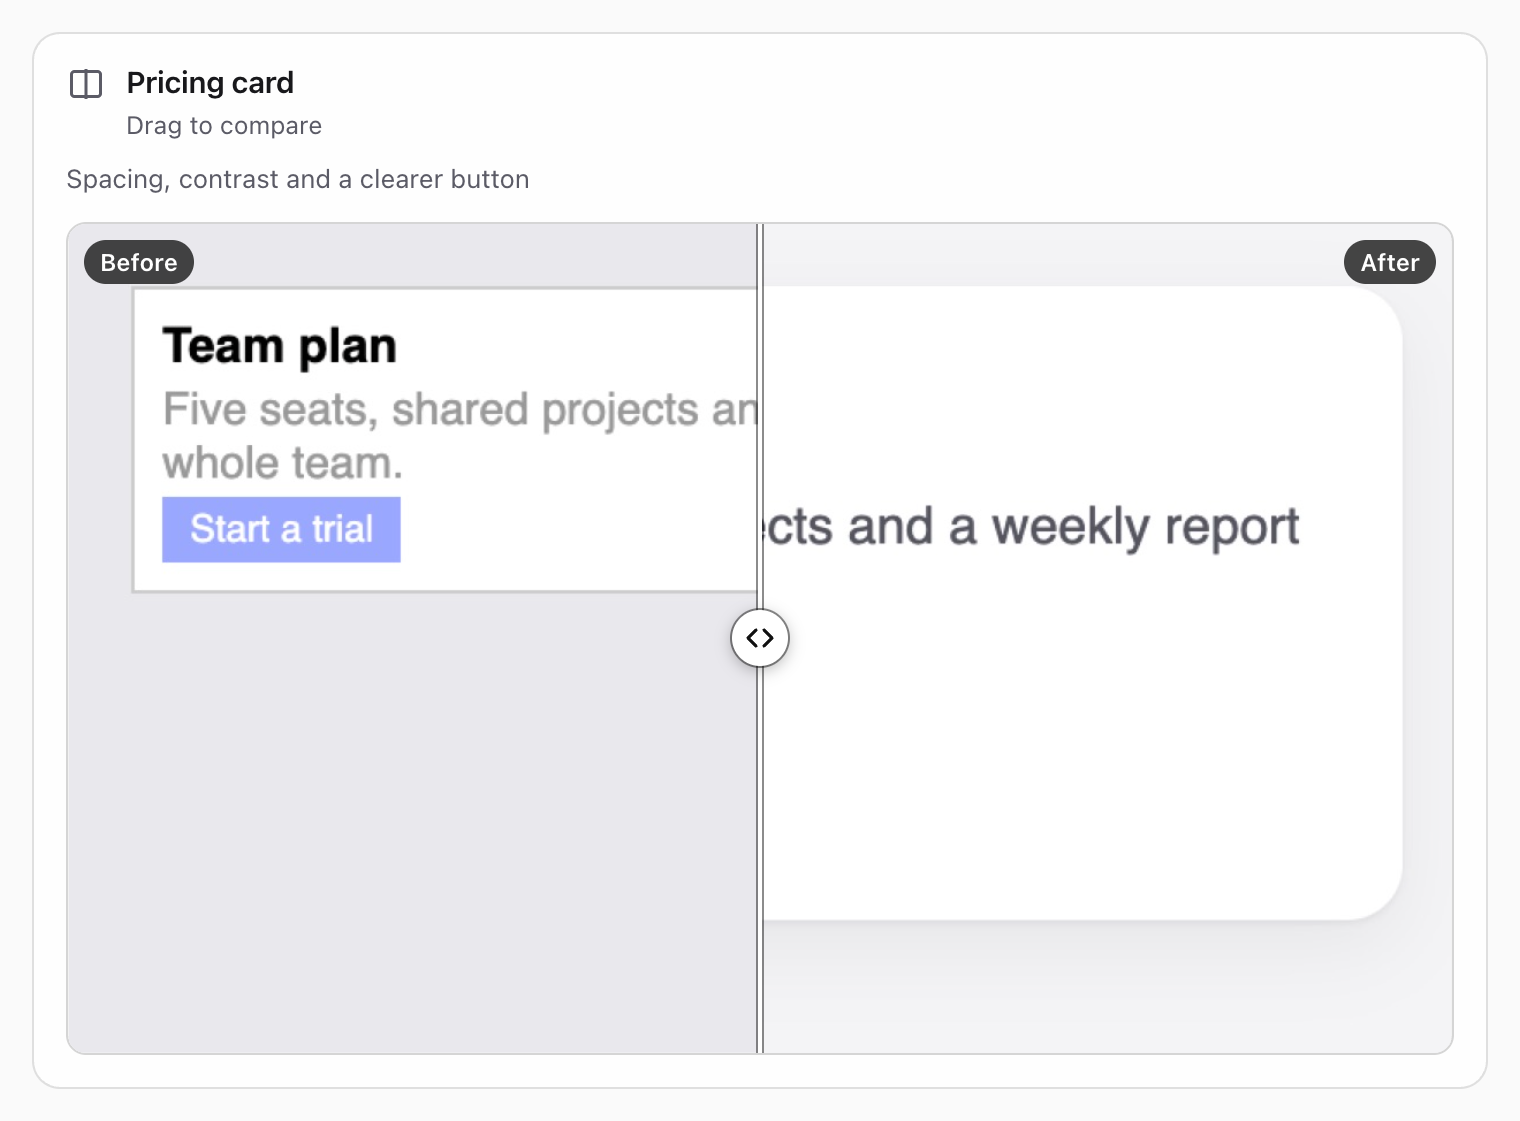 Pricing card
Drag to compare
Spacing, contrast and a clearer button
Before
After
Team plan
Five seats, shared projects an
whole team.
Start a trial
ects and a weekly report